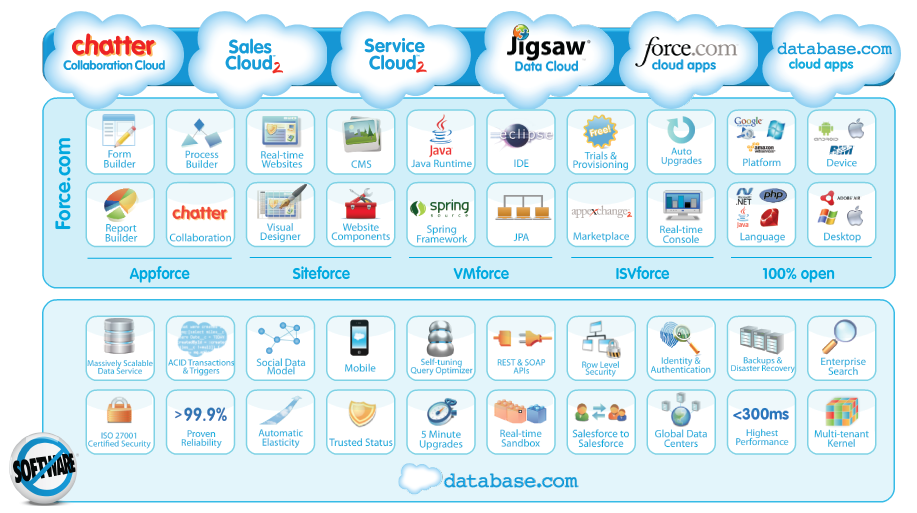 chatter
Collaboration Cloud
Sales
Cloud2
Service
Cloud2
Jigsaw®
Data Cloud
force.com
cloud apps
database.com
cloud apps
Force.com
Form
Builder
Process
Builder
Real-time
Websites
CMS
Java
Java Runtime
eclipse
IDE
Free!
Trials &
Provisioning
Auto
Upgrades
Google
amazon
Platform
ANDROID
RIM
Device
Report
Builder
chatter
Collaboration
Visual
Designer
Website
Components
spring
source
Spring
Framework
JPA
appexchange2
Marketplace
Real-time
Console
.NET
php
Java
Language
ADOBE AIR
Desktop
Appforce
Siteforce
VMforce
ISVforce
100% open
Massively Scalable
Data Service
ACID Transactions
& Triggers
Social Data
Model
Mobile
Self-tuning
Query Optimizer
REST & SOAP
APIs
Row Level
Security
Identity &
Authentication
Backups &
Disaster Recovery
Enterprise
Search
ISO 27001
Certified Security
>99.9%
Proven
Reliability
Automatic
Elasticity
Trusted Status
5 Minute
Upgrades
Real-time
Sandbox
Salesforce to
Salesforce
Global Data
Centers
<300ms
Highest
Performance
Multi-tenant
Kernel
SOFTWARE
database.com